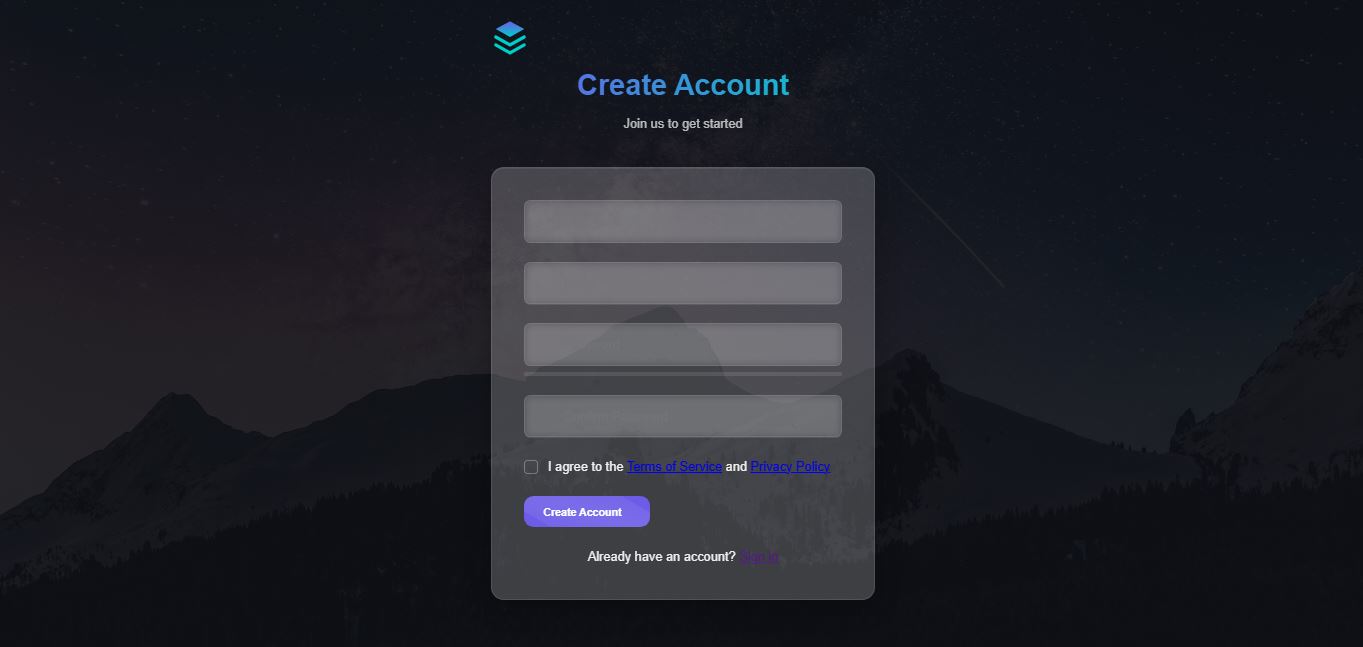 Create Account
Join us to get started
Confirm Password
I agree to the Terms of Service and Privacy Policy
Create Account
Already have an account? Sign in